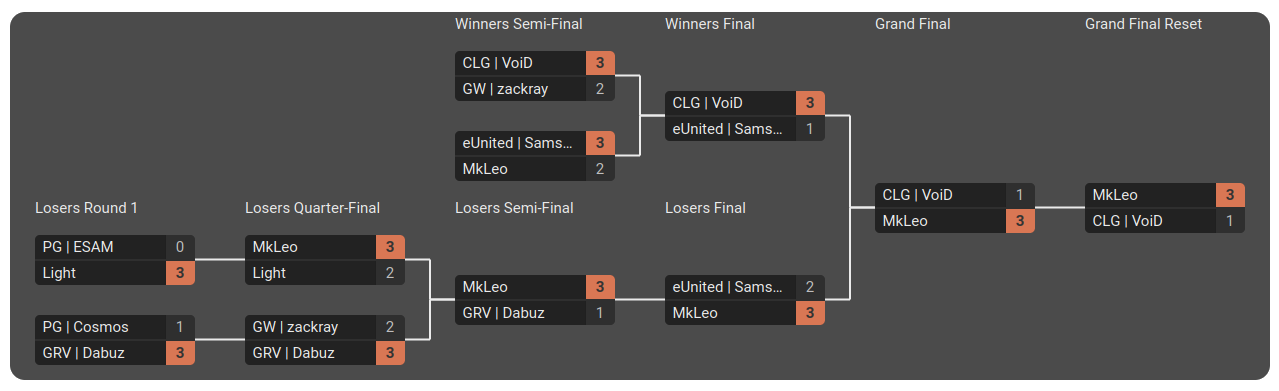 Winners Semi-Final
Winners Final
Grand Final
Grand Final Reset
CLG | VoiD 3
GW | zackray 2
eUnited | Sams... 3
MkLeo 2
CLG | VoiD 3
eUnited | Sams... 1
CLG | VoiD 1
MkLeo 3
MkLeo 3
CLG | VoiD 1
Losers Round 1
Losers Quarter-Final
Losers Semi-Final
Losers Final
PG | ESAM 0
Light 3
PG | Cosmos 1
GRV | Dabuz 3
MkLeo 3
Light 2
GW | zackray 2
GRV | Dabuz 3
MkLeo 3
GRV | Dabuz 1
eUnited | Sams... 2
MkLeo 3